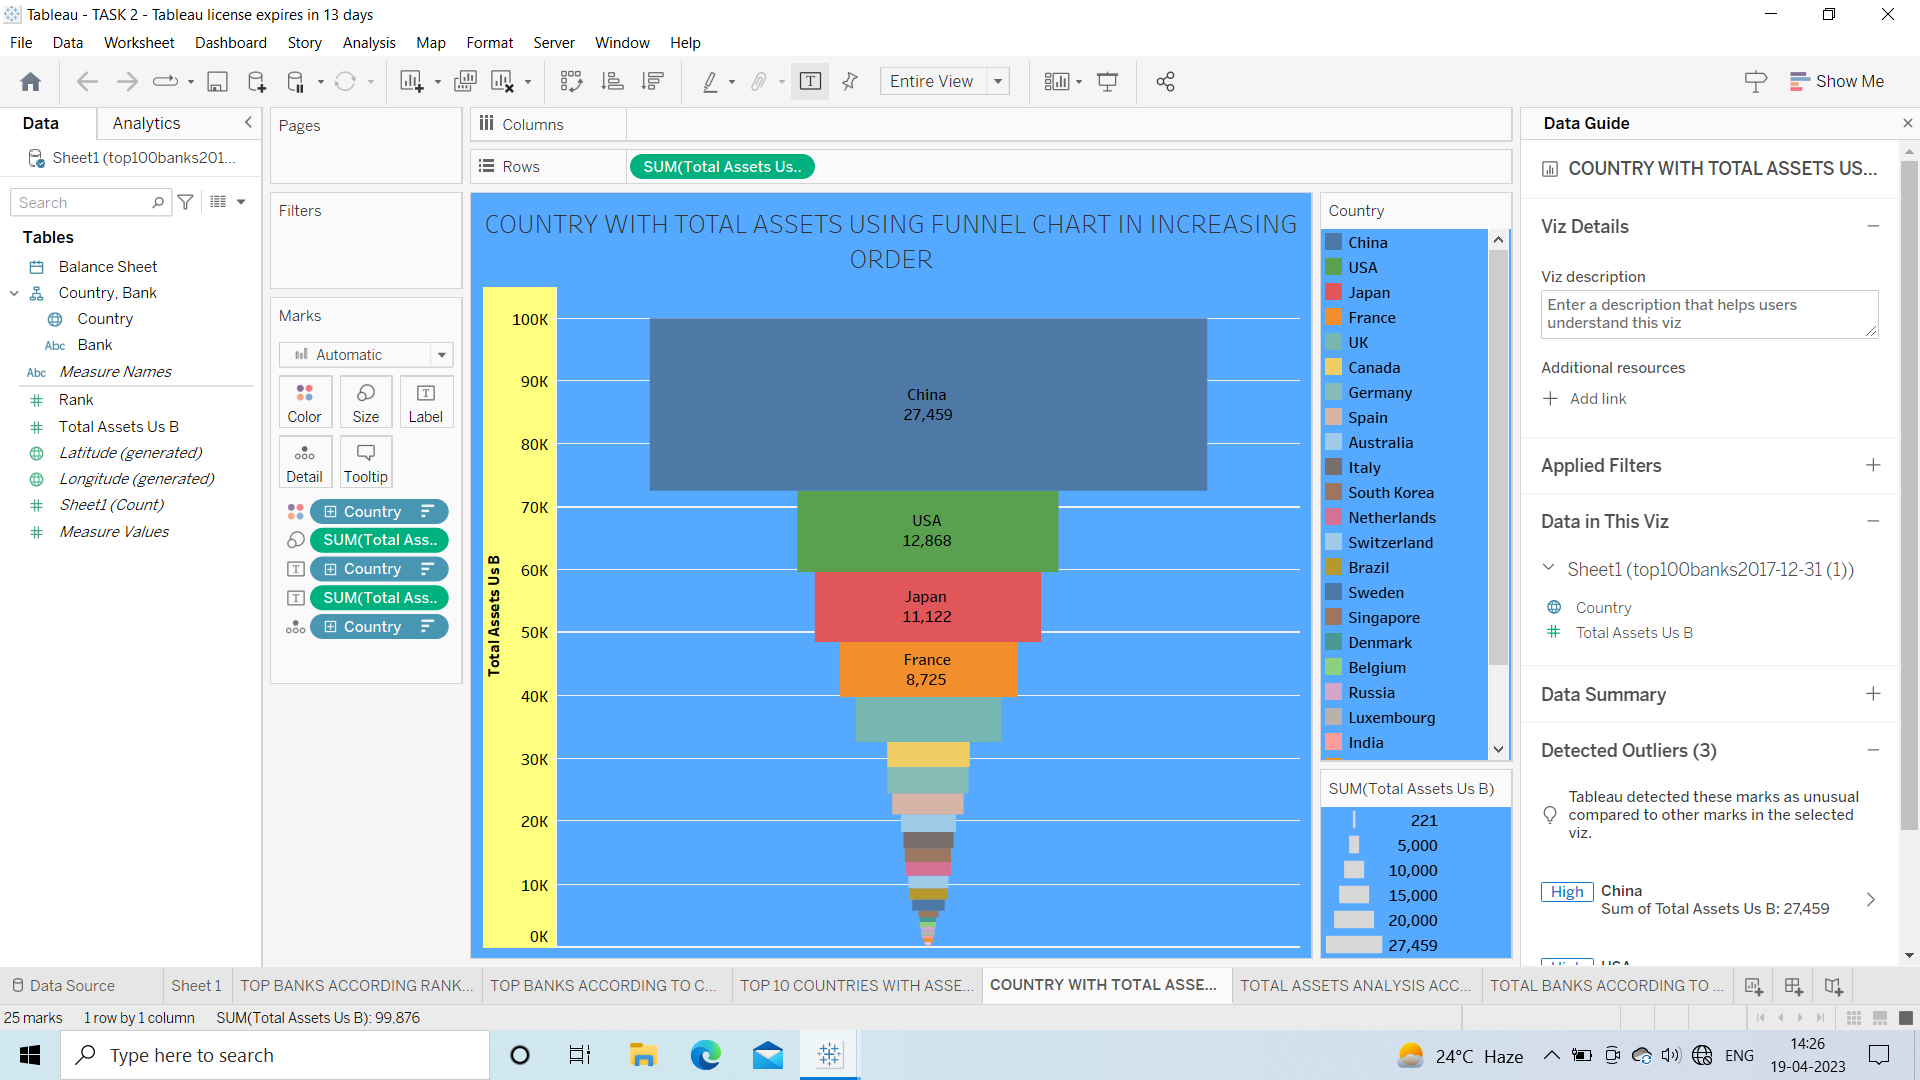 Tableau - TASK 2 - Tableau license expires in 13 days
File Data Worksheet Dashboard Story Analysis Map Format Server Window Help
Entire View
Show Me
Data Analytics
Sheet1 (top100banks201...
Search
Tables
Balance Sheet
Country, Bank
Country
Abc Bank
Abc Measure Names
Rank
Total Assets Us B
Latitude (generated)
Longitude (generated)
Sheet1 (Count)
Measure Values
Pages
Filters
Marks
Automatic
Color Size Label
Detail Tooltip
Country
SUM(Total Ass..
Country
SUM(Total Ass..
Country
Columns
Rows SUM(Total Assets Us..
COUNTRY WITH TOTAL ASSETS USING FUNNEL CHART IN INCREASING
ORDER
Total Assets Us B
100K
90K
80K
70K
60K
50K
40K
30K
20K
10K
0K
China
27,459
USA
12,868
Japan
11,122
France
8,725
Country
China
USA
Japan
France
UK
Canada
Germany
Spain
Australia
Italy
South Korea
Netherlands
Switzerland
Brazil
Sweden
Singapore
Denmark
Belgium
Russia
Luxembourg
India
SUM(Total Assets Us B)
221
5,000
10,000
15,000
20,000
27,459
Data Guide
COUNTRY WITH TOTAL ASSETS US...
Viz Details
Viz description
Enter a description that helps users
understand this viz
Additional resources
Add link
Applied Filters
Data in This Viz
Sheet1 (top100banks2017-12-31 (1))
Country
Total Assets Us B
Data Summary
Detected Outliers (3)
Tableau detected these marks as unusual
compared to other marks in the selected
viz.
High China
Sum of Total Assets Us B: 27,459
Data Source Sheet 1 TOP BANKS ACCORDING RANK... TOP BANKS ACCORDING TO C... TOP 10 COUNTRIES WITH ASSE... COUNTRY WITH TOTAL ASSE... TOTAL ASSETS ANALYSIS ACC... TOTAL BANKS ACCORDING TO ...
25 marks 1 row by 1 column SUM(Total Assets Us B): 99,876
Type here to search
24°C Haze
ENG
14:26
19-04-2023